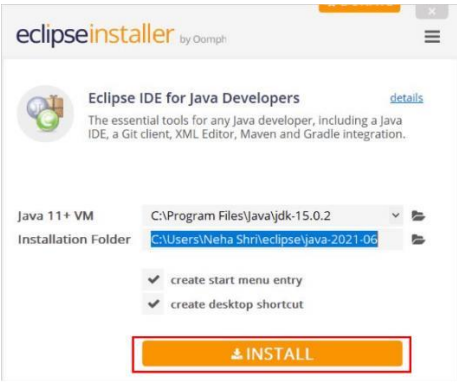 eclipseinstaller by Oomph
Eclipse IDE for Java Developers details
The essential tools for any Java developer, including a Java
IDE, a Git client, XML Editor, Maven and Gradle integration.
Java 11+ VM C:\Program Files\Java\jdk-15.0.2
Installation Folder C:\Users\Neha Shri\eclipse\java-2021-06
create start menu entry
create desktop shortcut
INSTALL